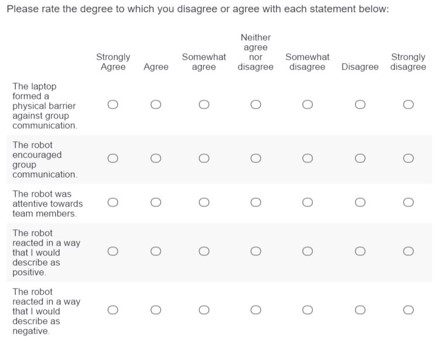 Please rate the degree to which you disagree or agree with each statement below:
Strongly Agree
Agree
Somewhat agree
Neither agree nor disagree
Somewhat disagree
Disagree
Strongly disagree
The laptop
formed a
physical barrier
against group
communication.
The robot
encouraged
group
communication.
The robot was
attentive towards
team members.
The robot
reacted in a way
that I would
describe as
positive.
The robot
reacted in a way
that I would
describe as
negative.